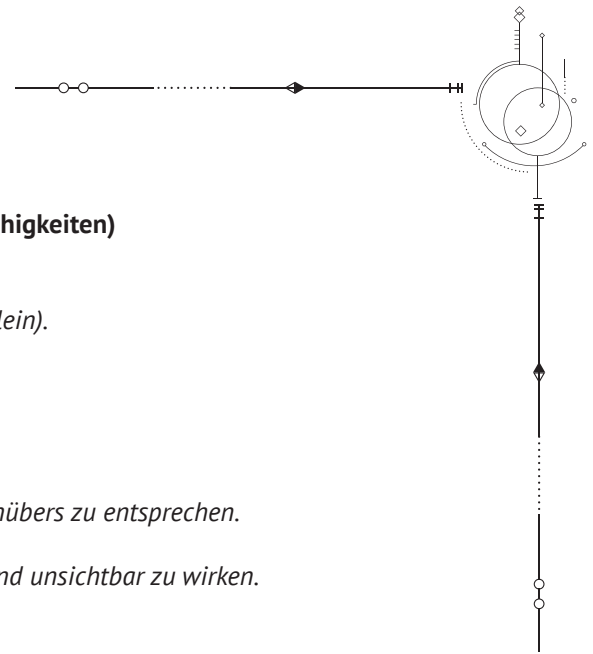 higkeiten)
lein).
nübers zu entsprechen.
nd unsichtbar zu wirken.